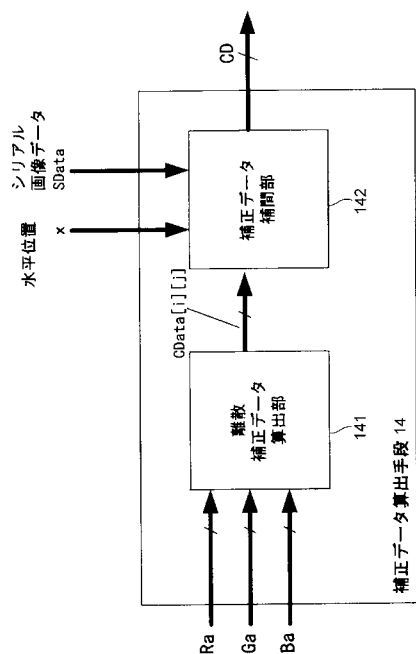 シリアル
画像データ
SData
水平位置
x
CD
補正データ
補間部
142
CData[i][j]
離散
補正データ
算出部
141
Ra
Ga
Ba
補正データ算出手段 14